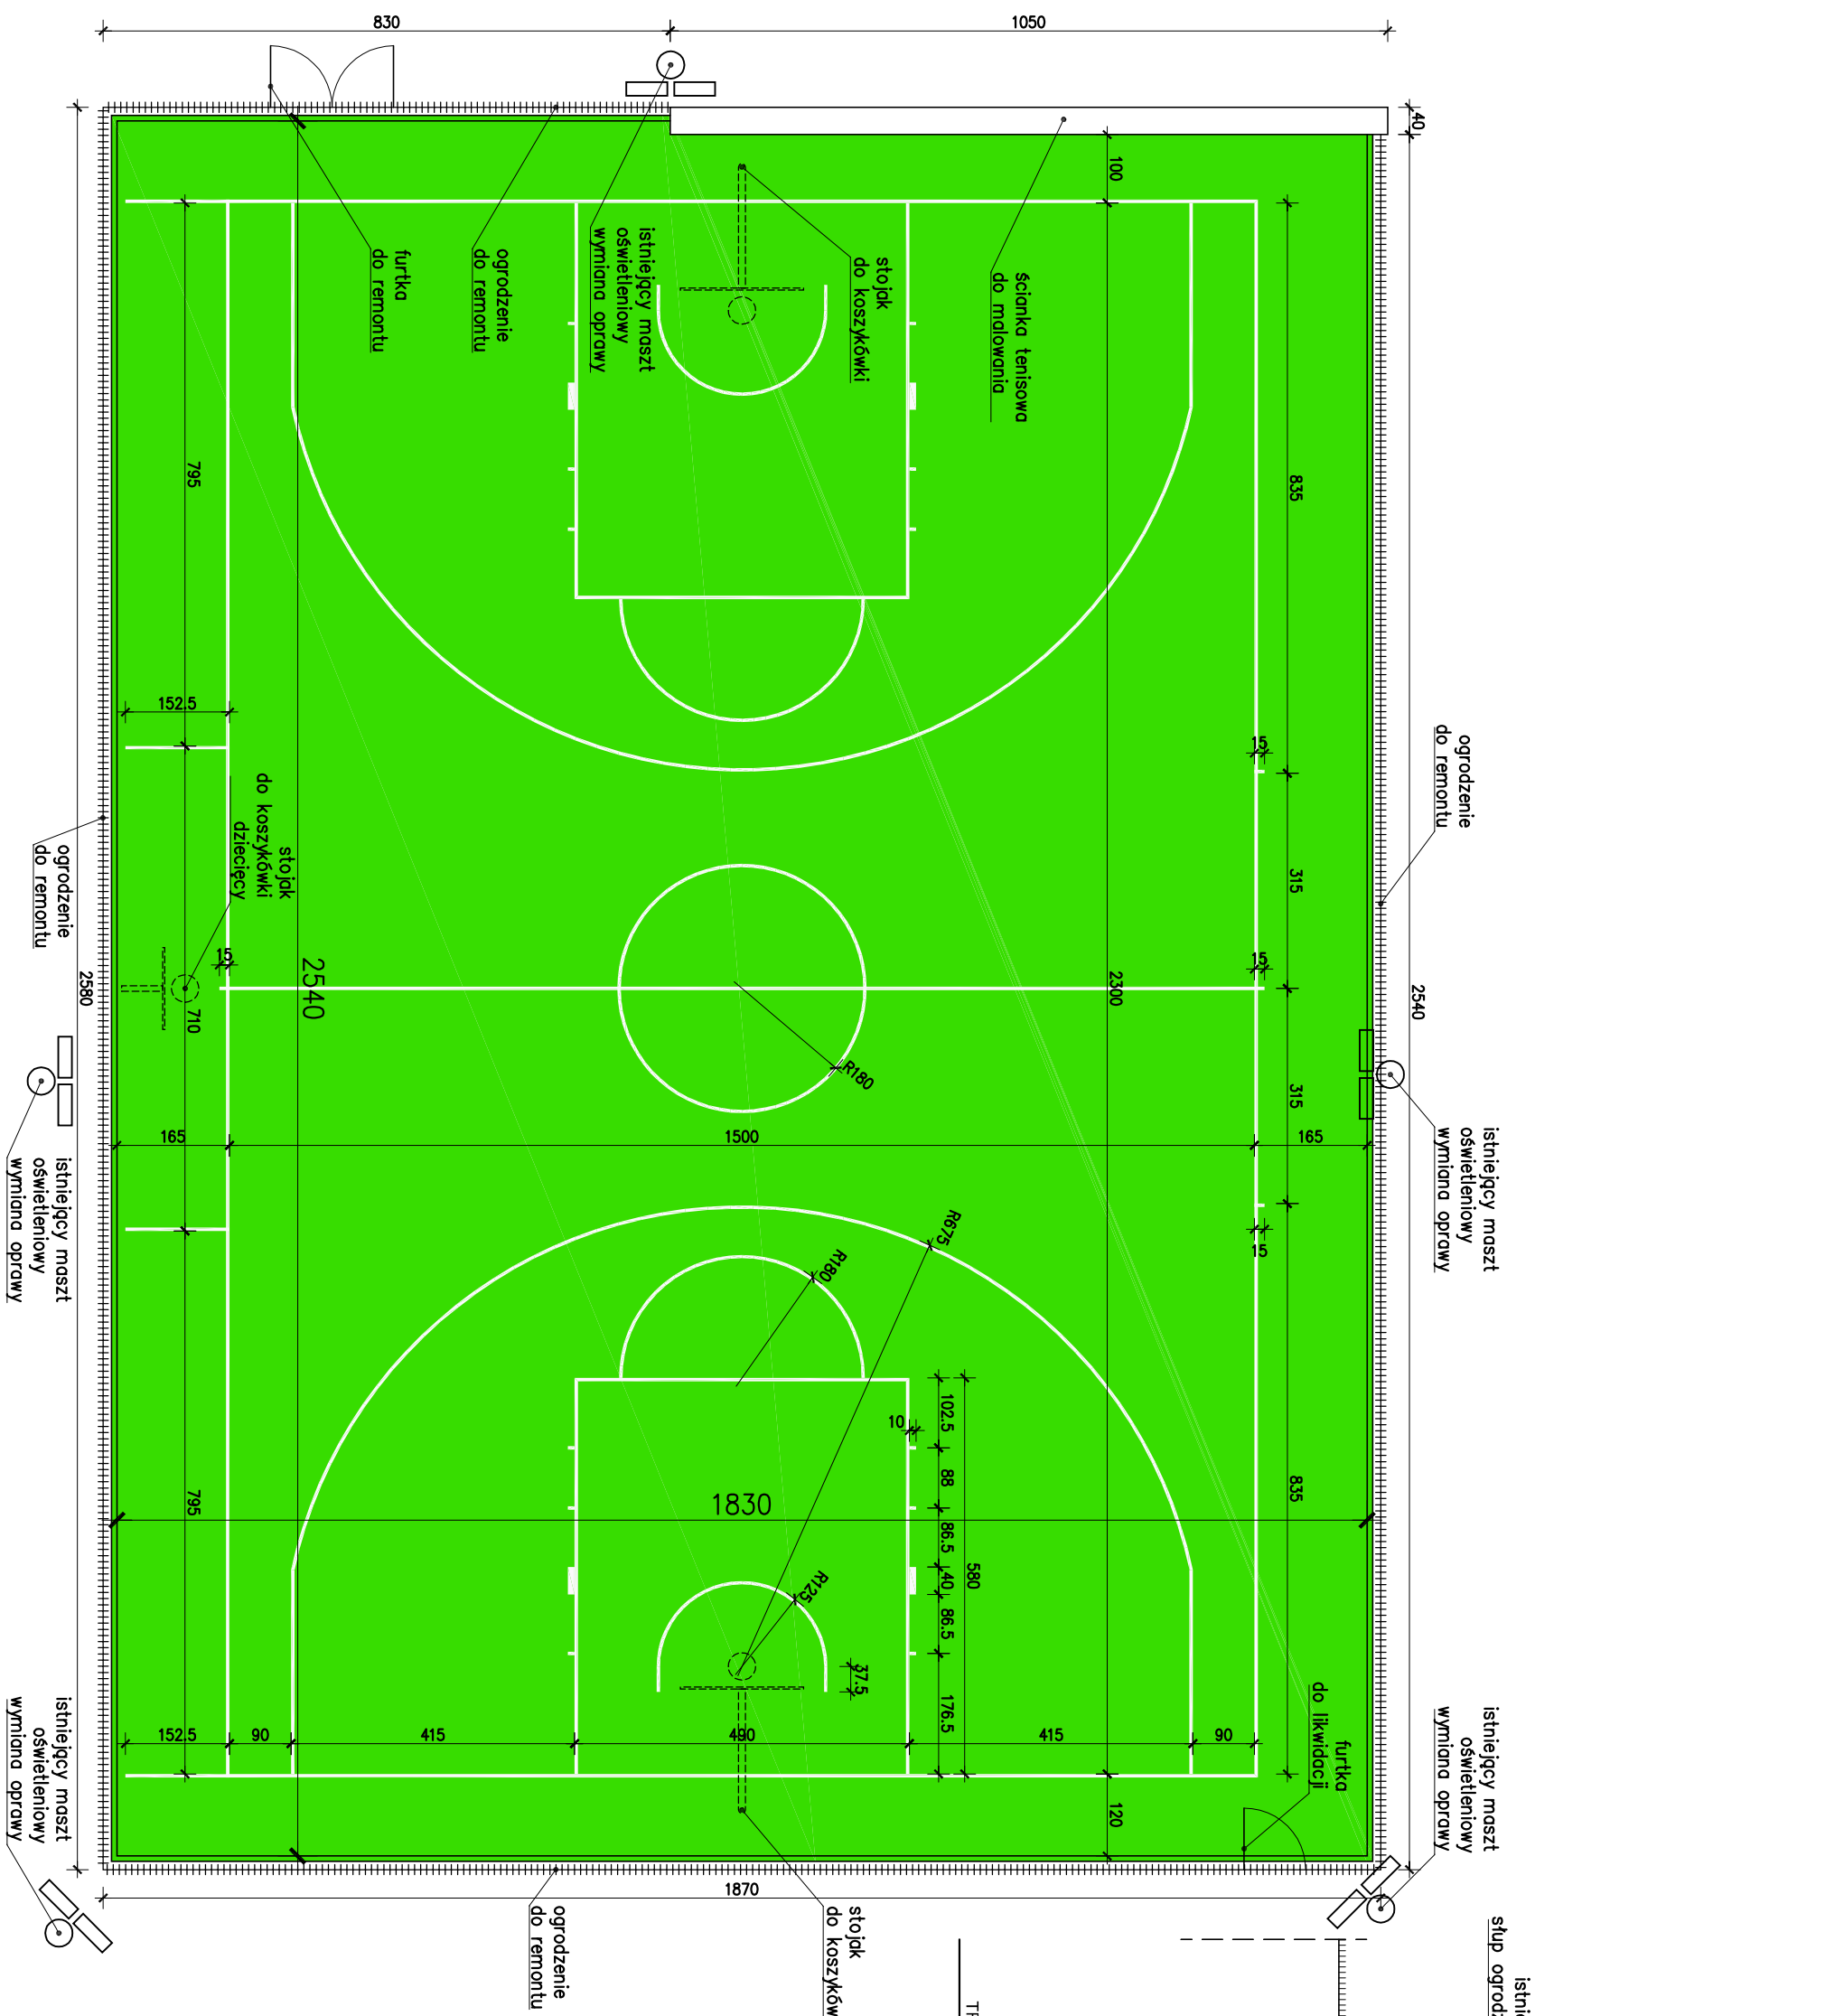 830
1050
40
100
ścianka tenisowa
do malowania
stojak
do koszykówki
istniejący maszt
oświetleniowy
wymiana oprawy
ogrodzenie
do remontu
furtka
do remontu
835
795
152.5
15
ogrodzenie
do remontu
stojak
do koszykówki
dziecięcy
ogrodzenie
do remontu
315
15
15
2580
2540
710
2300
2540
R180
315
165
1500
165
istniejący maszt
oświetleniowy
wymiana oprawy
istniejący maszt
oświetleniowy
wymiana oprawy
R675
R180
15
102.5
10
88
86.5
40
86.5
176.5
580
1830
795
835
R125
37.5
152.5
90
415
490
415
90
furtka
do likwidacji
120
istniejący maszt
oświetleniowy
wymiana oprawy
istniejący maszt
oświetleniowy
wymiana oprawy
1870
ogrodzenie
do remontu
stojak
do koszyków
słup ogrodz
istnie